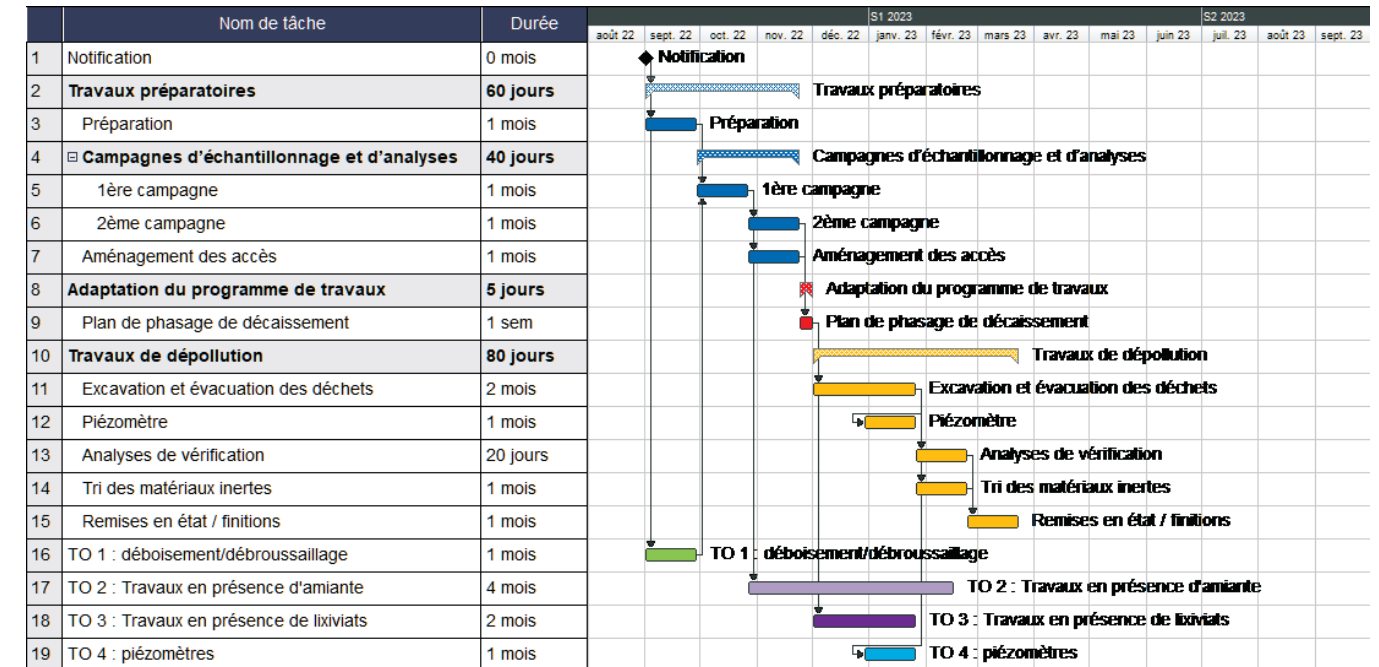 Nom de tâche Durée S1 2023 S2 2023
août 22 sept. 22 oct. 22 nov. 22 déc. 22 janv. 23 févr. 23 mars 23 avr. 23 mai 23 juin 23 juil. 23 août 23 sept. 23
1 Notification 0 mois Notification
2 Travaux préparatoires 60 jours Travaux préparatoires
3 Préparation 1 mois Préparation
4 Campagnes d'échantillonnage et d'analyses 40 jours Campagnes d'échantillonnage et d'analyses
5 1ère campagne 1 mois 1ère campagne
6 2ème campagne 1 mois 2ème campagne
7 Aménagement des accès 1 mois Aménagement des accès
8 Adaptation du programme de travaux 5 jours Adaptation du programme de travaux
9 Plan de phasage de décaissement 1 sem Plan de phasage de décaissement
10 Travaux de dépollution 80 jours Travaux de dépollution
11 Excavation et évacuation des déchets 2 mois Excavation et évacuation des déchets
12 Piézomètre 1 mois Piézomètre
13 Analyses de vérification 20 jours Analyses de vérification
14 Tri des matériaux inertes 1 mois Tri des matériaux inertes
15 Remises en état / finitions 1 mois Remises en état / finitions
16 TO 1 : déboisement/débroussaillage 1 mois TO 1 : déboisement/débroussaillage
17 TO 2 : Travaux en présence d'amiante 4 mois TO 2 : Travaux en présence d'amiante
18 TO 3 : Travaux en présence de lixiviats 2 mois TO 3 : Travaux en présence de lixiviats
19 TO 4 : piézomètres 1 mois TO 4 : piézomètres